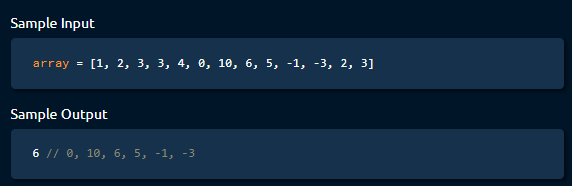 Sample Input
array = [1, 2, 3, 3, 4, 0, 10, 6, 5, -1, -3, 2, 3]
Sample Output
6 // 0, 10, 6, 5, -1, -3